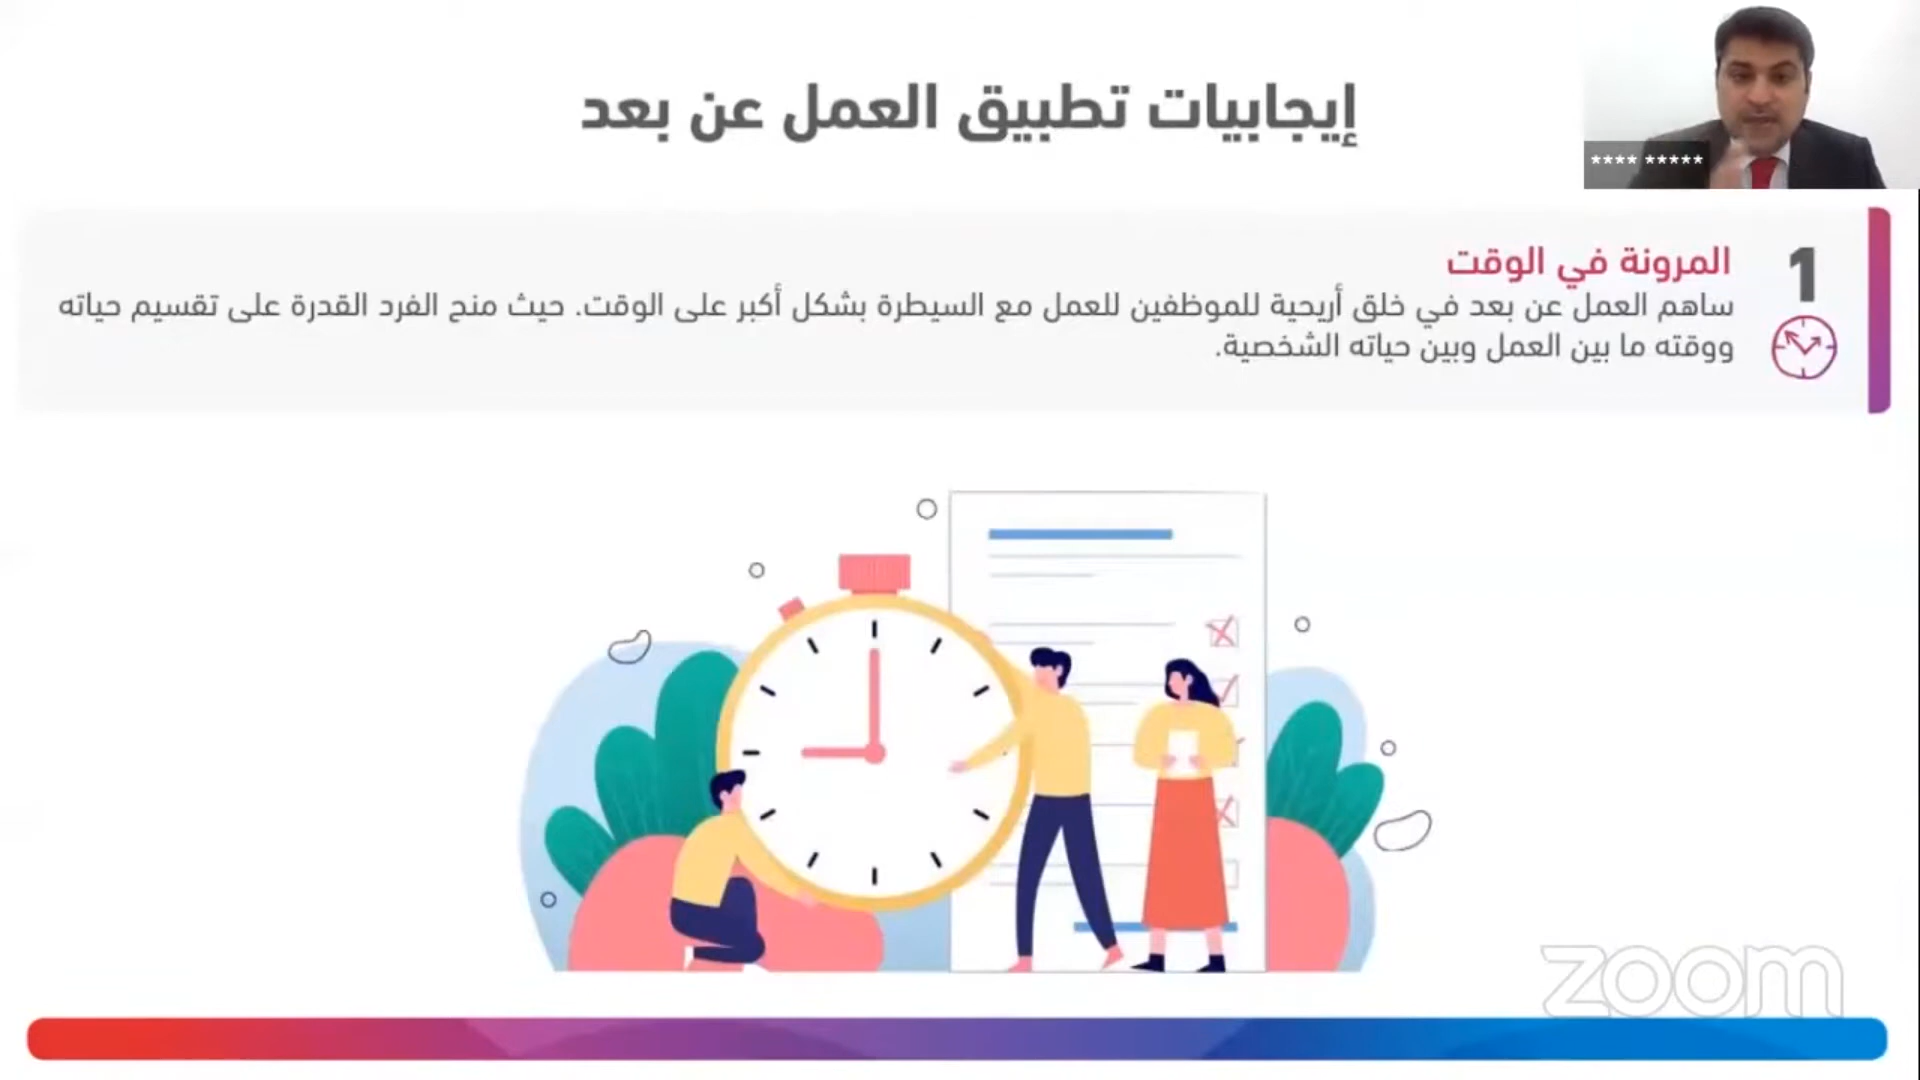 إيجابيات تطبيق العمل عن بعد
**** *****
1
المرونة في الوقت
ساهم العمل عن بعد في خلق أريحية للموظفين للعمل مع السيطرة بشكل أكبر على الوقت. حيث منح الفرد القدرة على تقسيم حياته
ووقته ما بين العمل وبين حياته الشخصية.
zoom